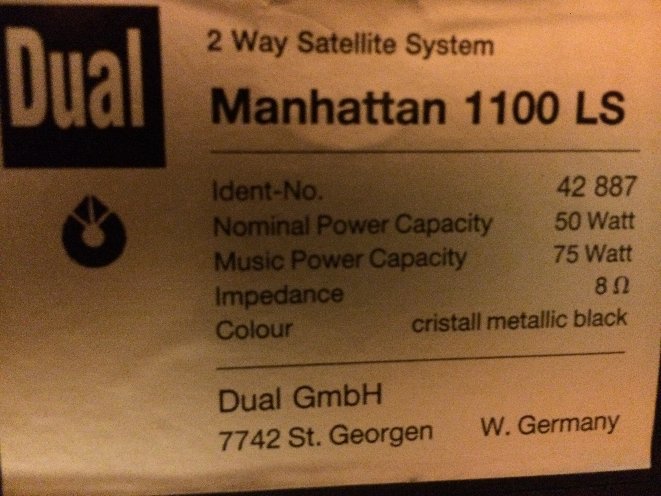 Dual
2 Way Satellite System
Manhattan 1100 LS
Ident-No. 42 887
Nominal Power Capacity 50 Watt
Music Power Capacity 75 Watt
Impedance 8 Ω
Colour cristall metallic black
Dual GmbH
7742 St. Georgen W. Germany